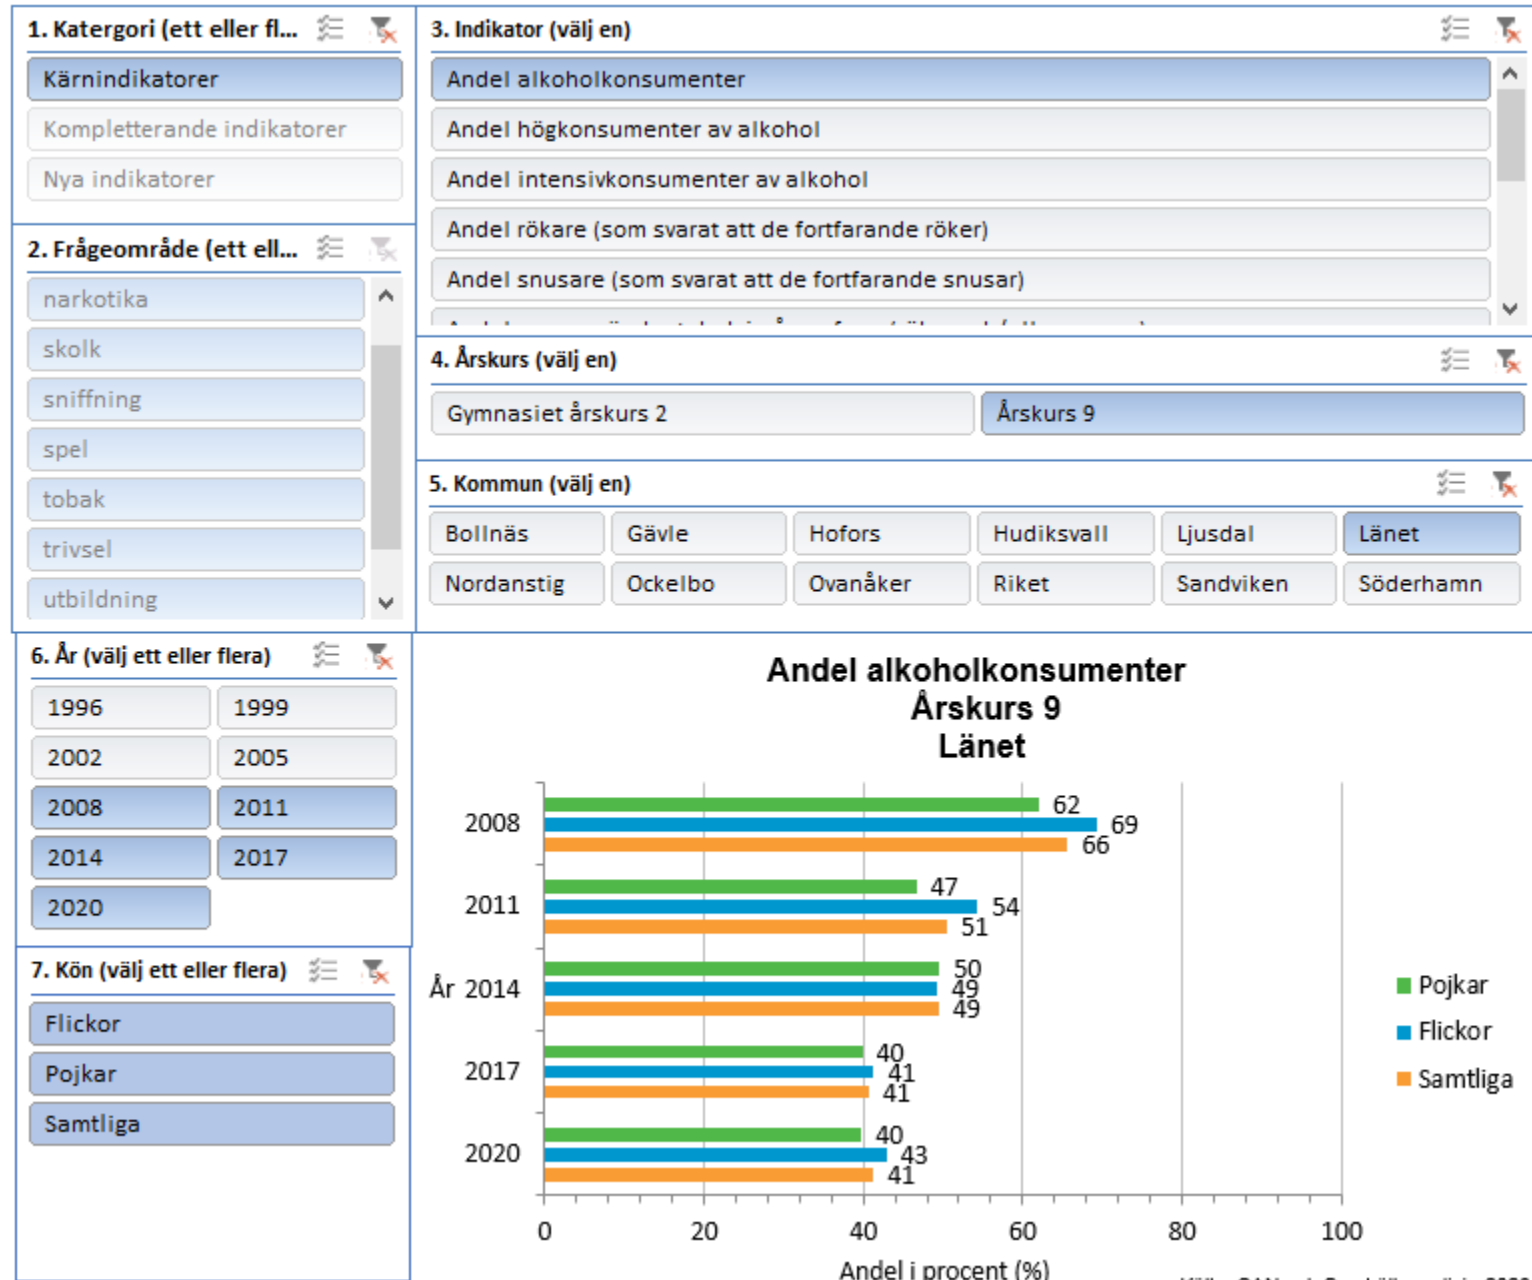 1. Katergori (ett eller fl...
Kärnindikatorer
Kompletterande indikatorer
Nya indikatorer
2. Frågeområde (ett ell...
narkotika
skolk
sniffning
spel
tobak
trivsel
utbildning
3. Indikator (välj en)
Andel alkoholkonsumenter
Andel högkonsumenter av alkohol
Andel intensivkonsumenter av alkohol
Andel rökare (som svarat att de fortfarande röker)
Andel snusare (som svarat att de fortfarande snusar)
4. Årskurs (välj en)
Gymnasiet årskurs 2 Årskurs 9
5. Kommun (välj en)
Bollnäs Gävle Hofors Hudiksvall Ljusdal Länet
Nordanstig Ockelbo Ovanåker Riket Sandviken Söderhamn
6. År (välj ett eller flera)
1996 1999
2002 2005
2008 2011
2014 2017
2020
7. Kön (välj ett eller flera)
Flickor
Pojkar
Samtliga
Andel alkoholkonsumenter
Årskurs 9
Länet
62
2008 69
66
47
2011 54
51
50
År 2014 49
49
40
2017 41
41
40
2020 43
41
0 20 40 60 80 100
Andel i procent (%)
Pojkar
Flickor
Samtliga